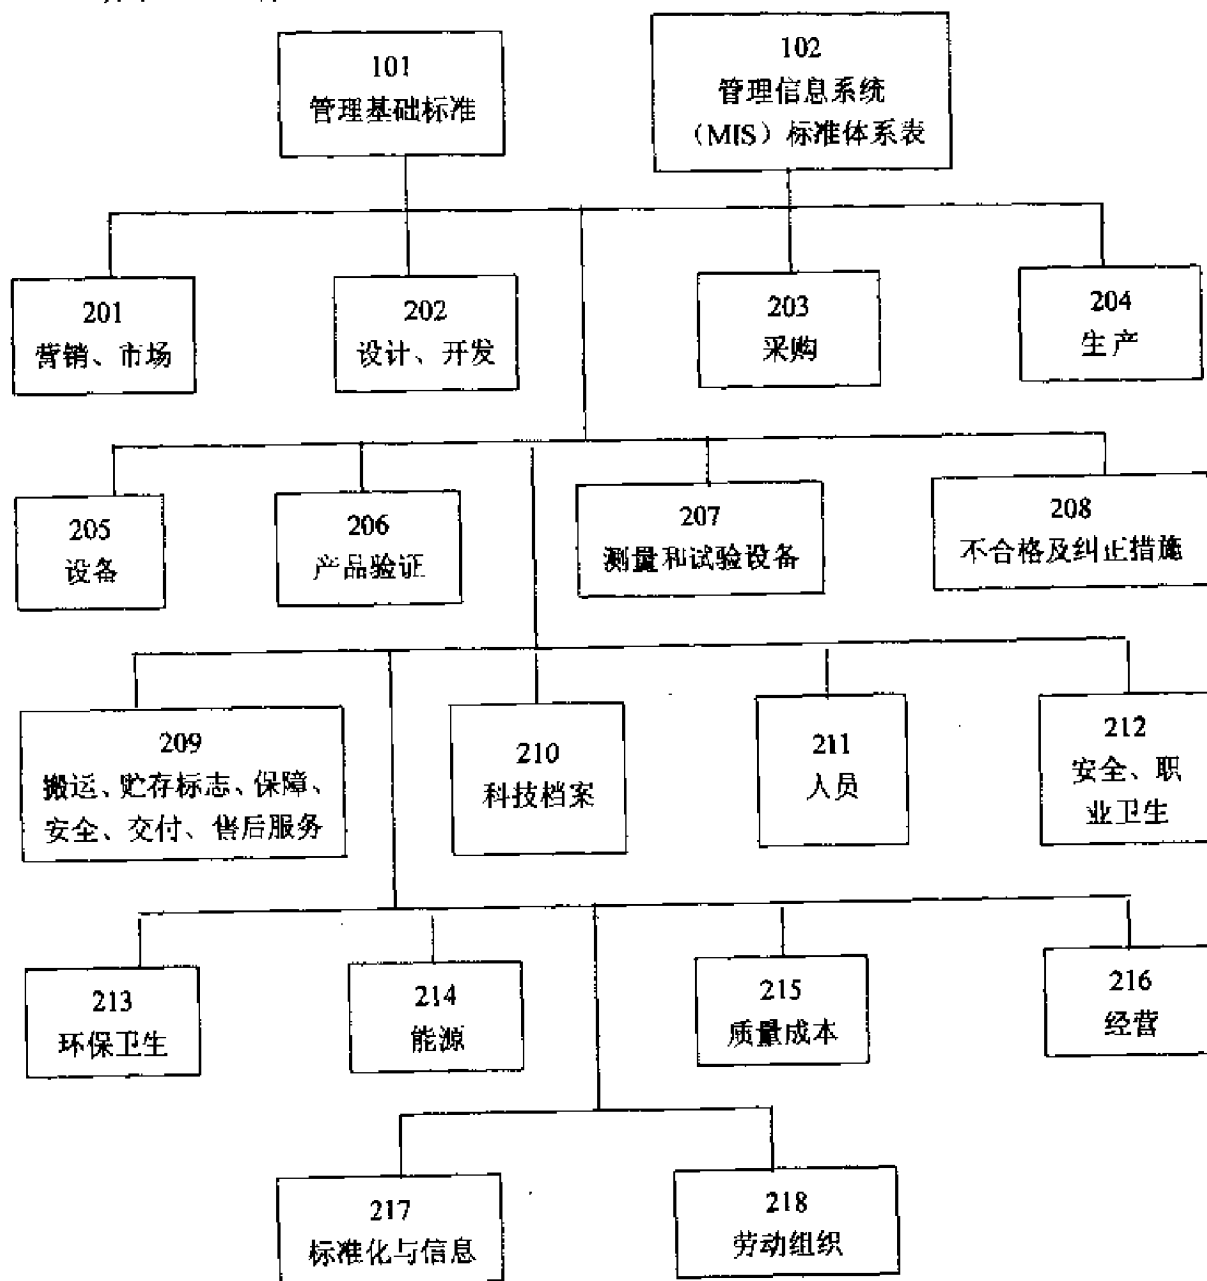 101
管理基础标准
102
管理信息系统
（MIS）标准体系表
201
营销、市场
202
设计、开发
203
采购
204
生产
205
设备
206
产品验证
207
测量和试验设备
208
不合格及纠正措施
209
搬运、贮存标志、保障、
安全、交付、售后服务
210
科技档案
211
人员
212
安全、职
业卫生
213
环保卫生
214
能源
215
质量成本
216
经营
217
标准化与信息
218
劳动组织